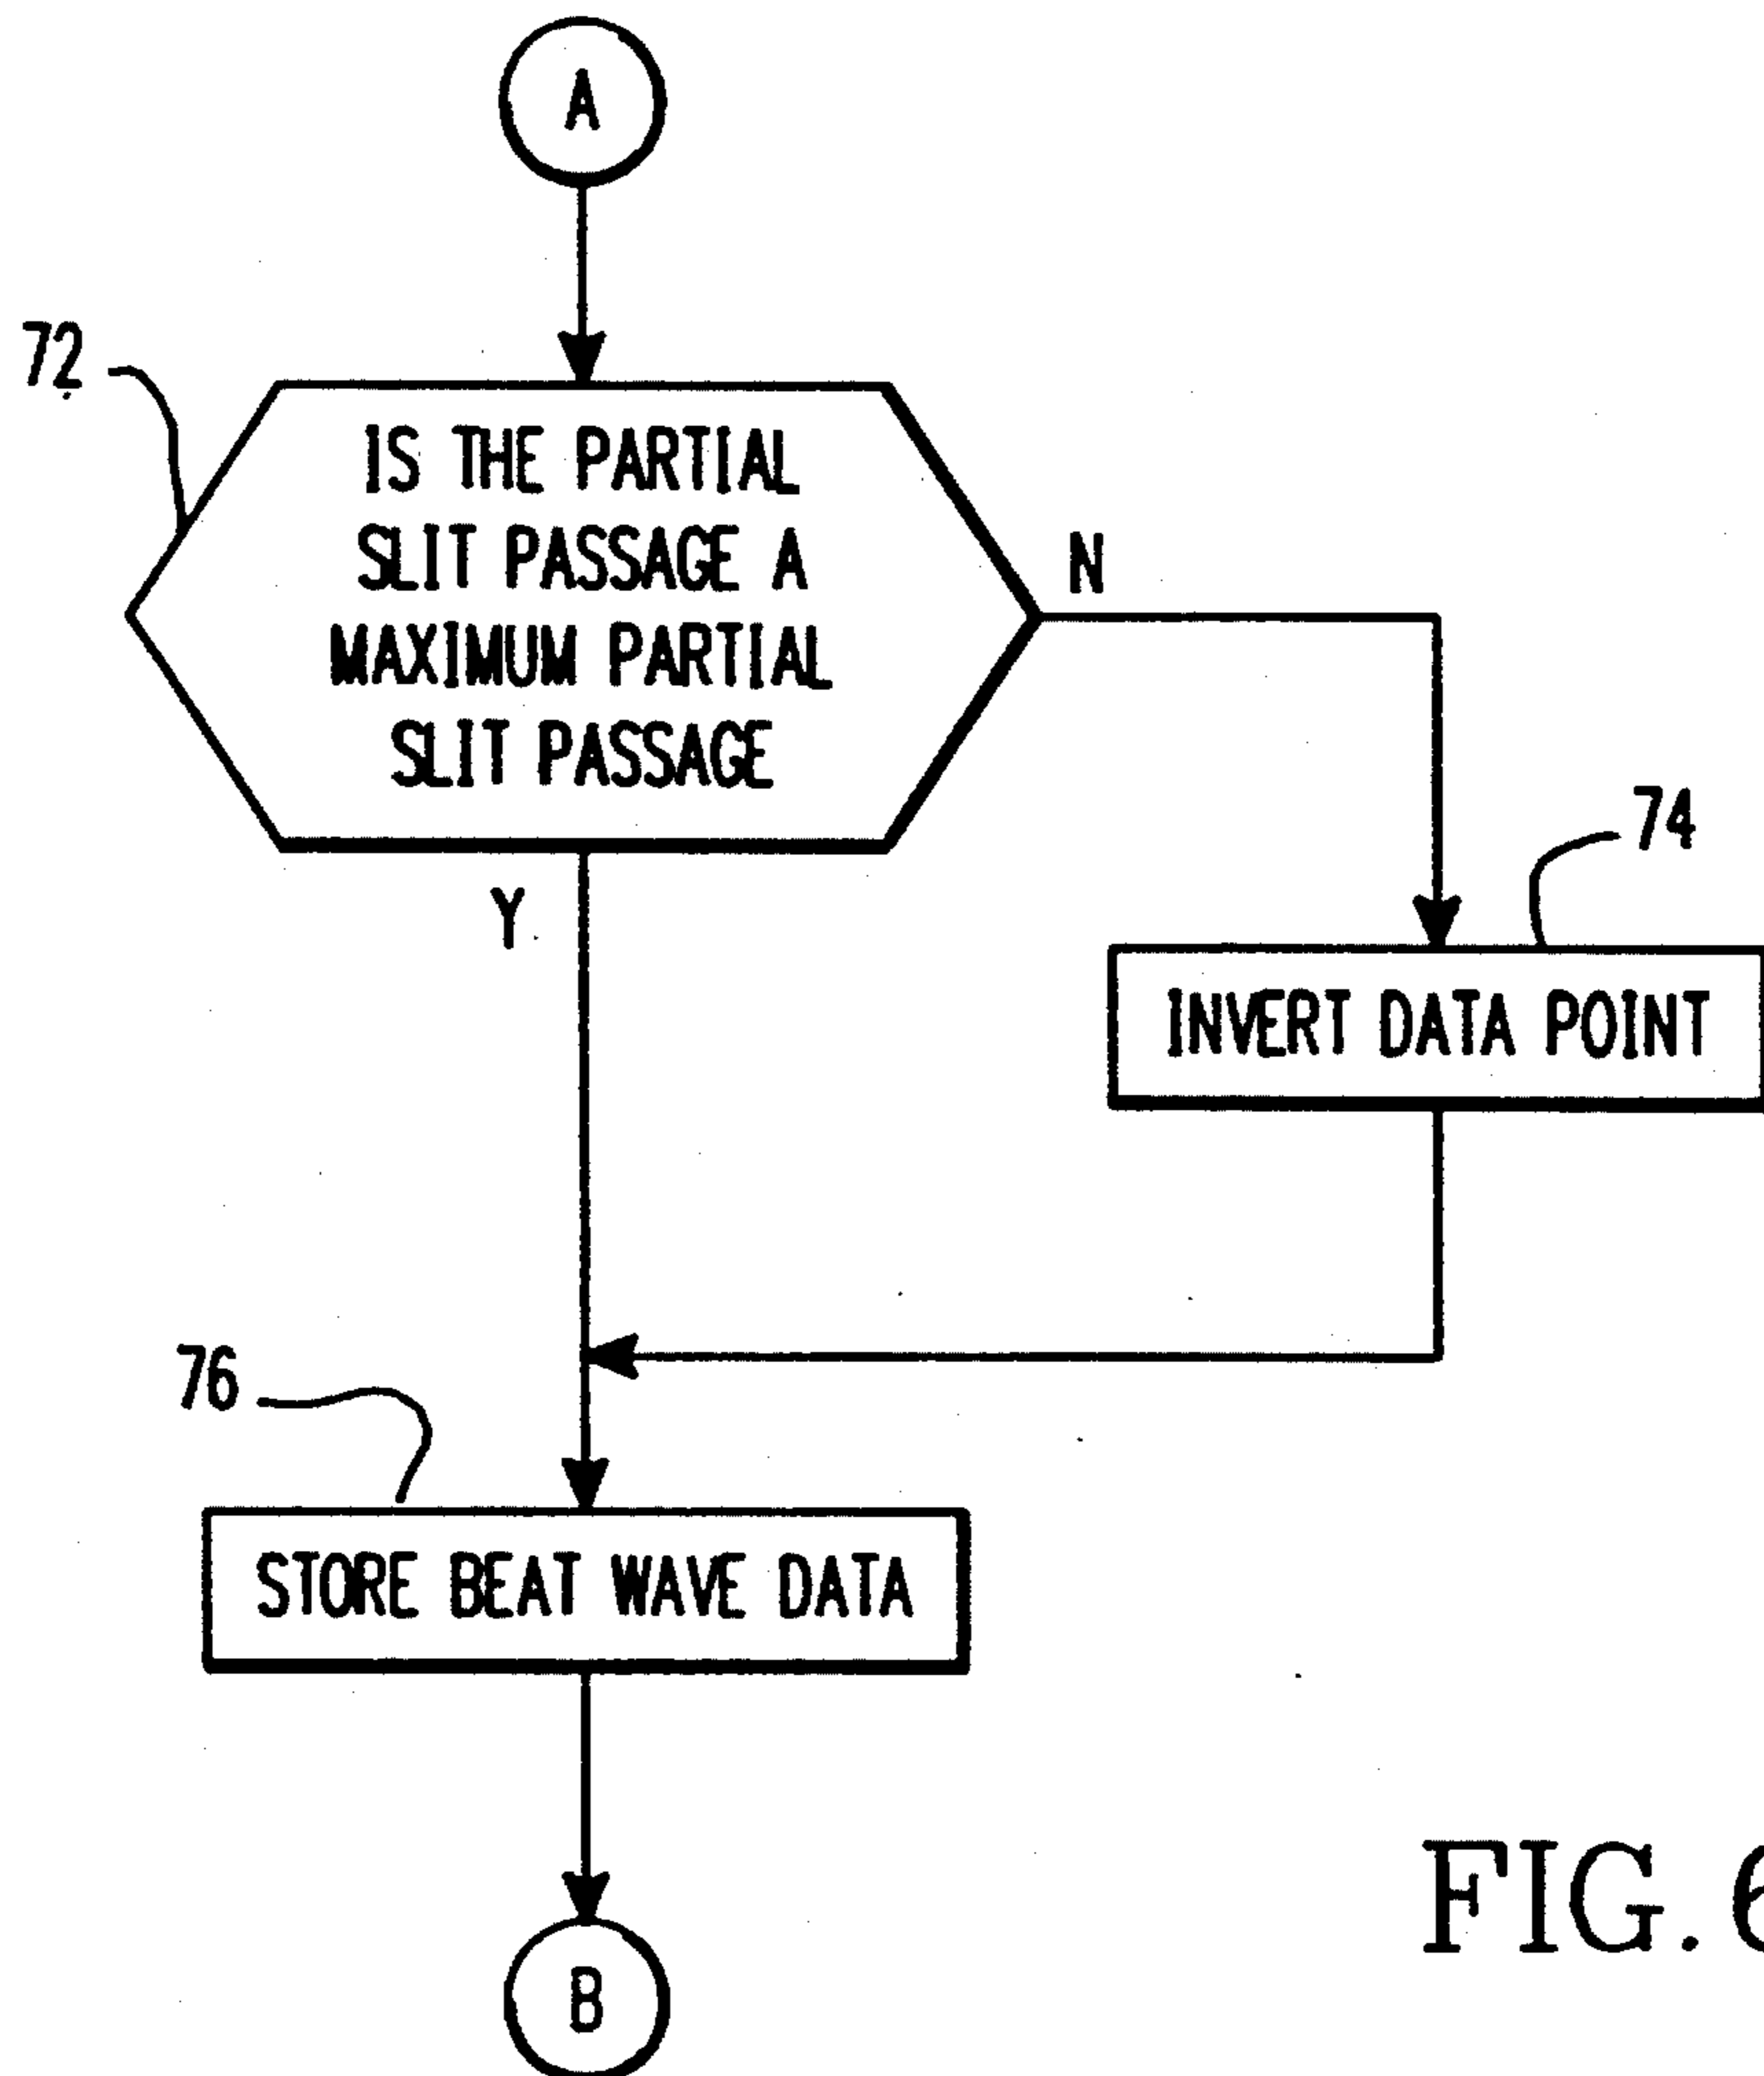 A
72
IS THE PARTIAL
SLIT PASSAGE A
MAXIMUM PARTIAL
SLIT PASSAGE
N
Y
74
INVERT DATA POINT
76
STORE BEAT WAVE DATA
B
FIG. 6